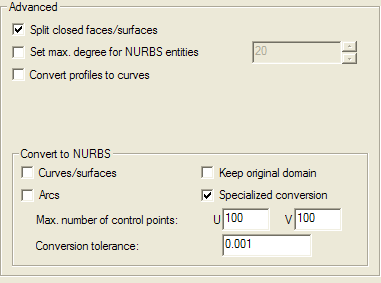 Advanced
Split closed faces/surfaces
Set max. degree for NURBS entities 20
Convert profiles to curves
Convert to NURBS
Curves/surfaces Keep original domain
Arcs Specialized conversion
Max. number of control points: U 100 V 100
Conversion tolerance: 0.001